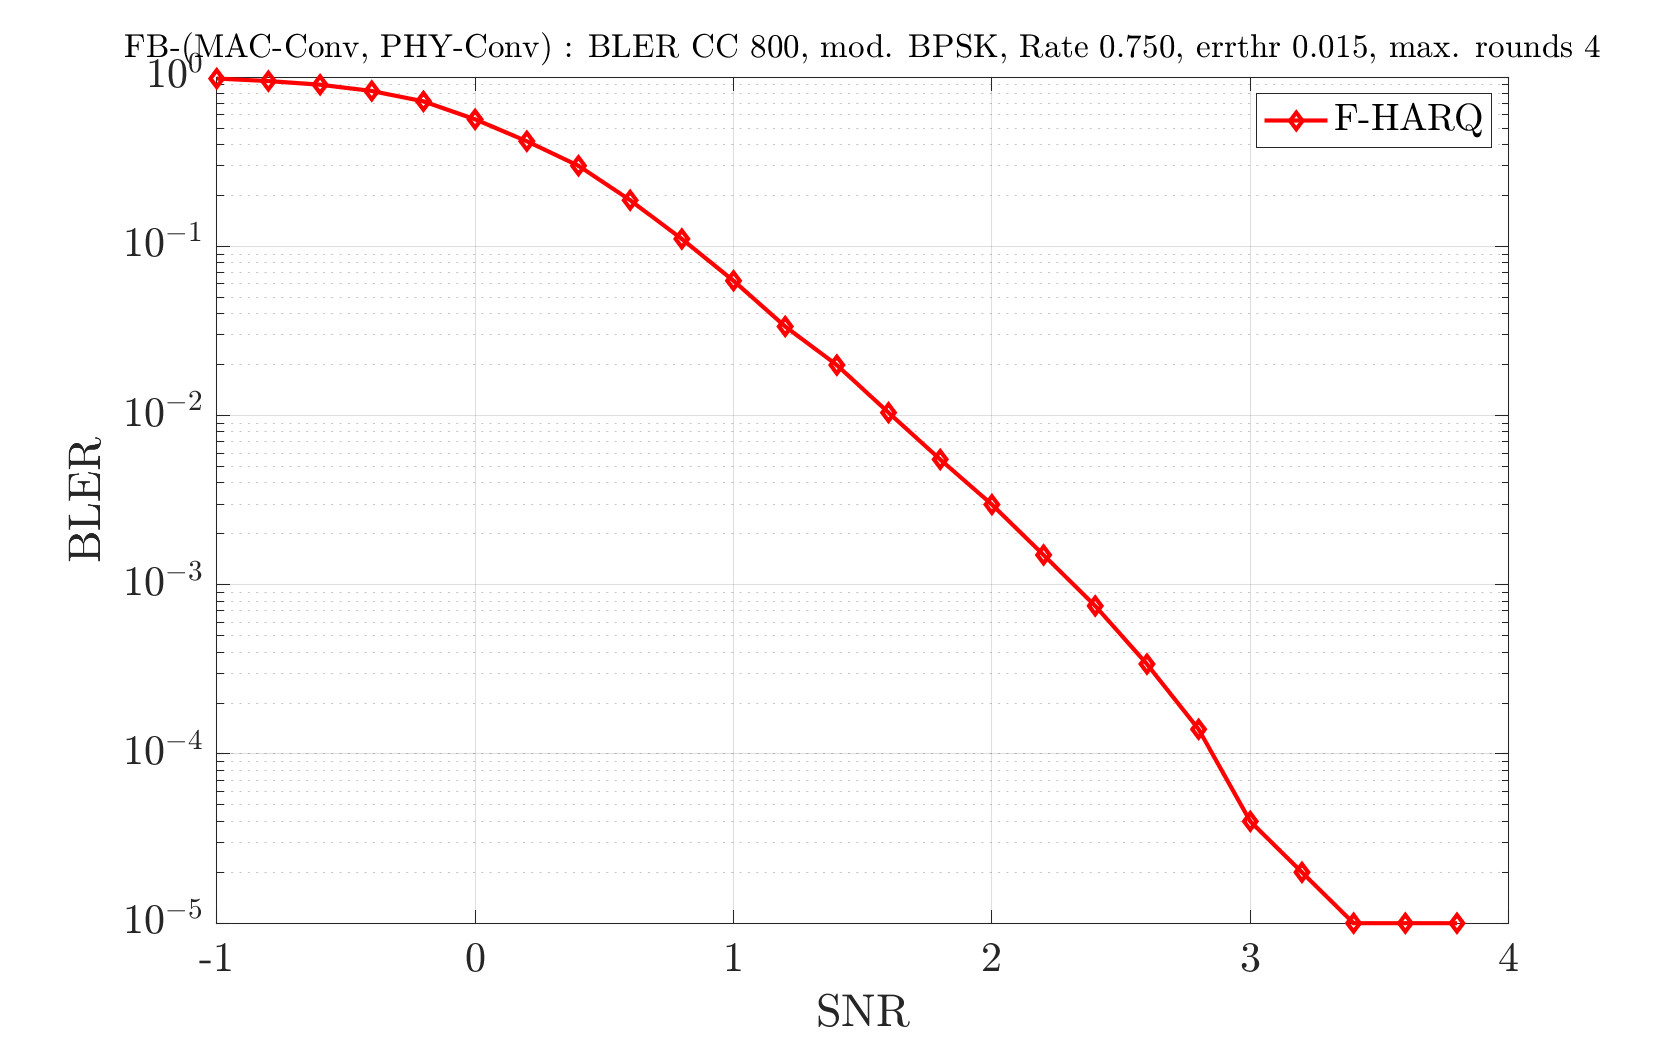 FB-(MAC-Conv, PHY-Conv) : BLER CC 800, mod. BPSK, Rate 0.750, errthr 0.015, max. rounds 4
10⁰
F-HARQ
10⁻¹
10⁻²
BLER
10⁻³
10⁻⁴
10⁻⁵
-1 0 1 2 3 4
SNR